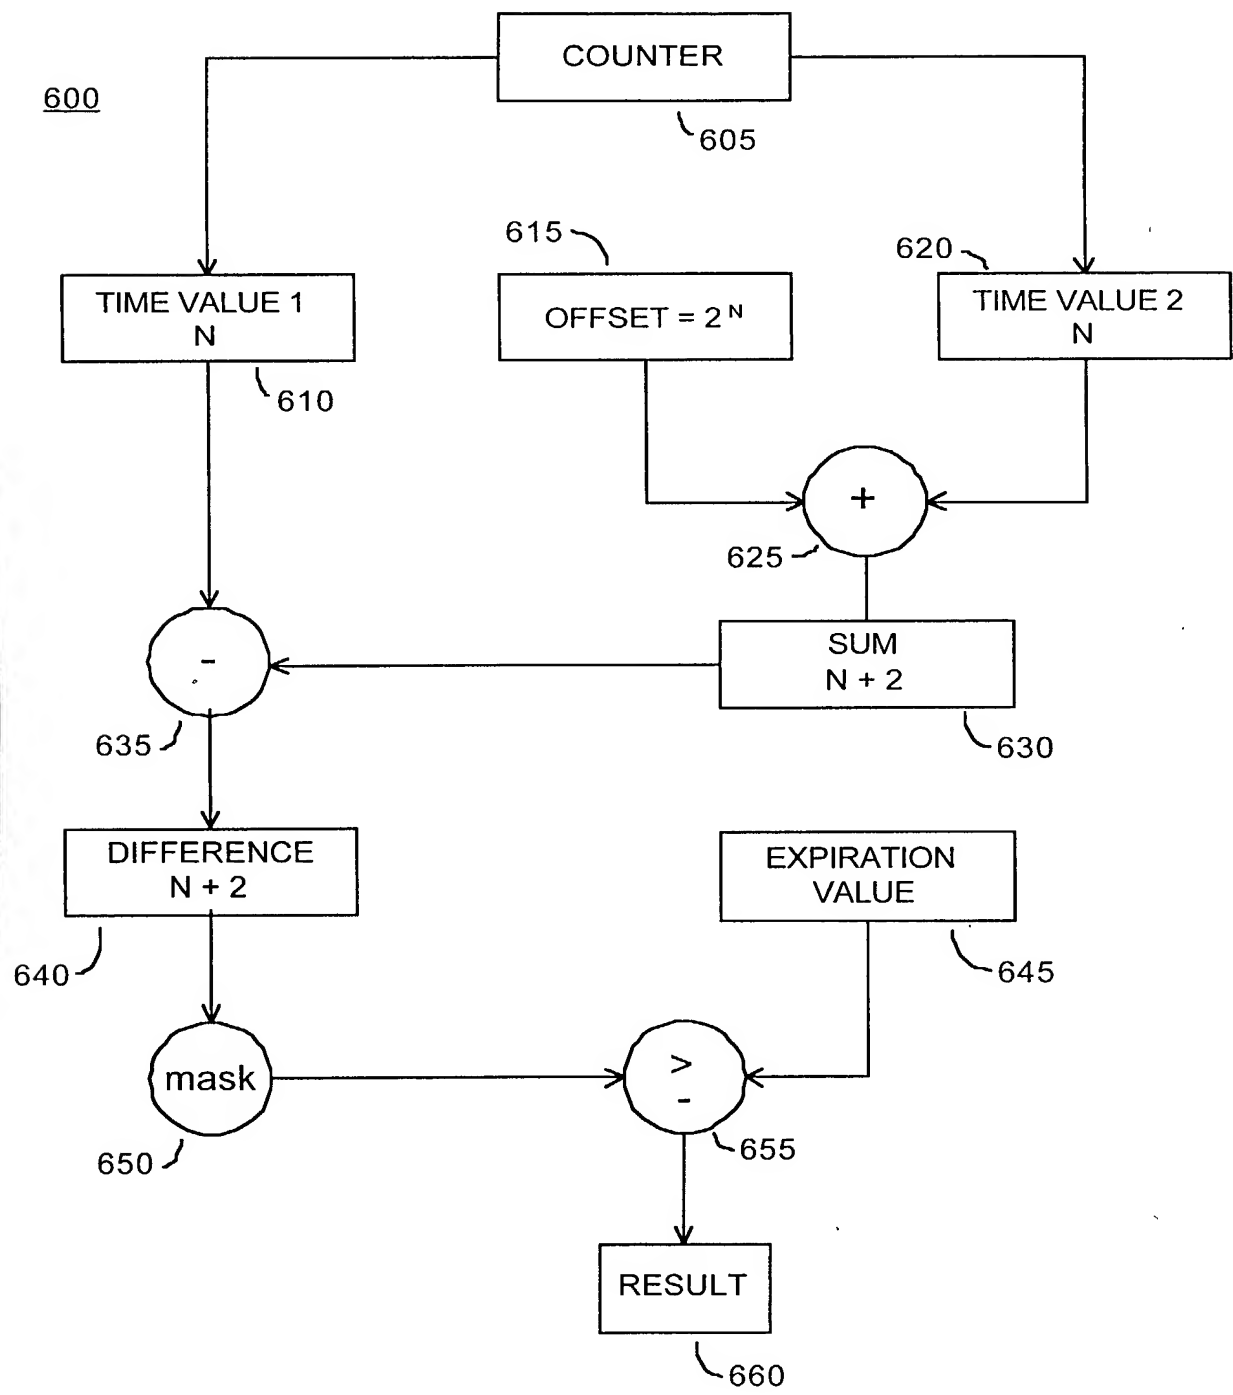 COUNTER
600
605
615
620
TIME VALUE 1
N
OFFSET = 2^N
TIME VALUE 2
N
610
+
625
SUM
N + 2
-
635
630
DIFFERENCE
N + 2
EXPIRATION
VALUE
640
645
mask
>
-
650
655
RESULT
660